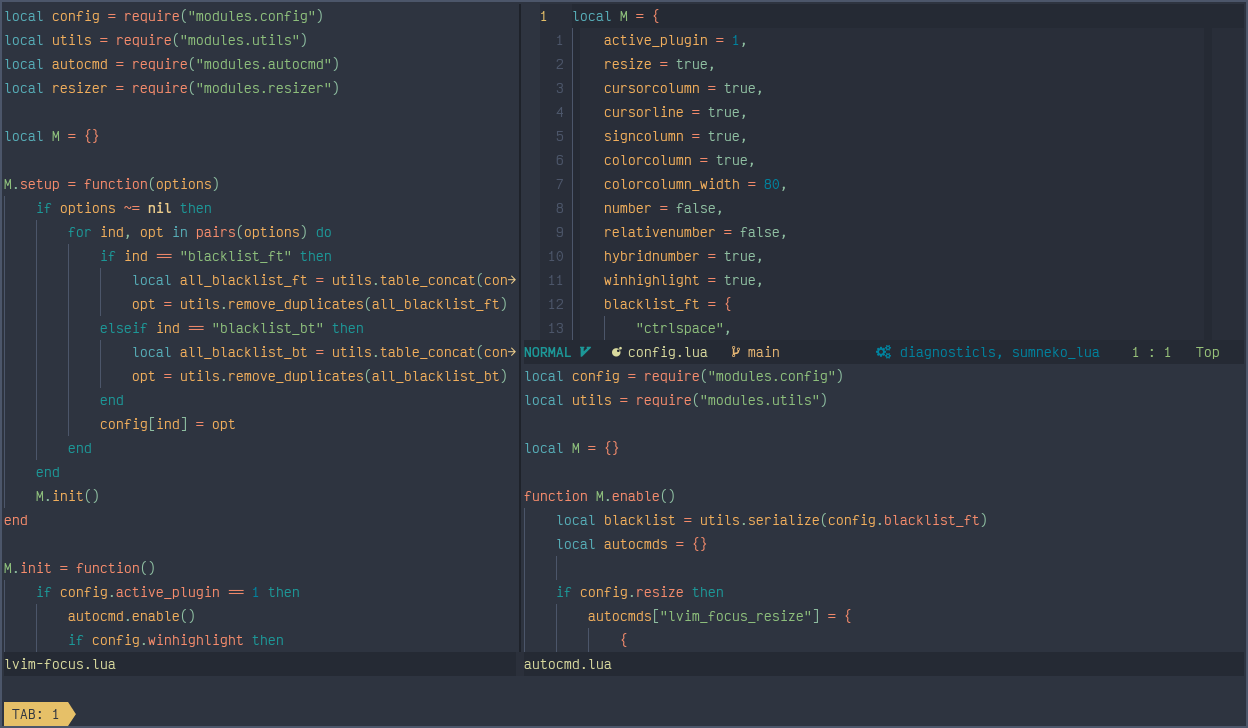 local config = require("modules.config")
local utils = require("modules.utils")
local autocmd = require("modules.autocmd")
local resizer = require("modules.resizer")
local M = {}
M.setup = function(options)
if options ~= nil then
for ind, opt in pairs(options) do
if ind == "blacklist_ft" then
local all_blacklist_ft = utils.table_concat(con→
opt = utils.remove_duplicates(all_blacklist_ft)
elseif ind == "blacklist_bt" then
local all_blacklist_bt = utils.table_concat(con→
opt = utils.remove_duplicates(all_blacklist_bt)
end
config[ind] = opt
end
end
M.init()
end
M.init = function()
if config.active_plugin == 1 then
autocmd.enable()
if config.winhighlight then
lvim-focus.lua
1 local M = {
1 active_plugin = 1,
2 resize = true,
3 cursorcolumn = true,
4 cursorline = true,
5 signcolumn = true,
6 colorcolumn = true,
7 colorcolumn_width = 80,
8 number = false,
9 relativenumber = false,
10 hybridnumber = true,
11 winhighlight = true,
12 blacklist_ft = {
13 "ctrlspace",
NORMAL config.lua main diagnosticls, sumneko_lua 1 : 1 Top
local config = require("modules.config")
local utils = require("modules.utils")
local M = {}
function M.enable()
local blacklist = utils.serialize(config.blacklist_ft)
local autocmds = {}
if config.resize then
autocmds["lvim_focus_resize"] = {
{
autocmd.lua
TAB: 1